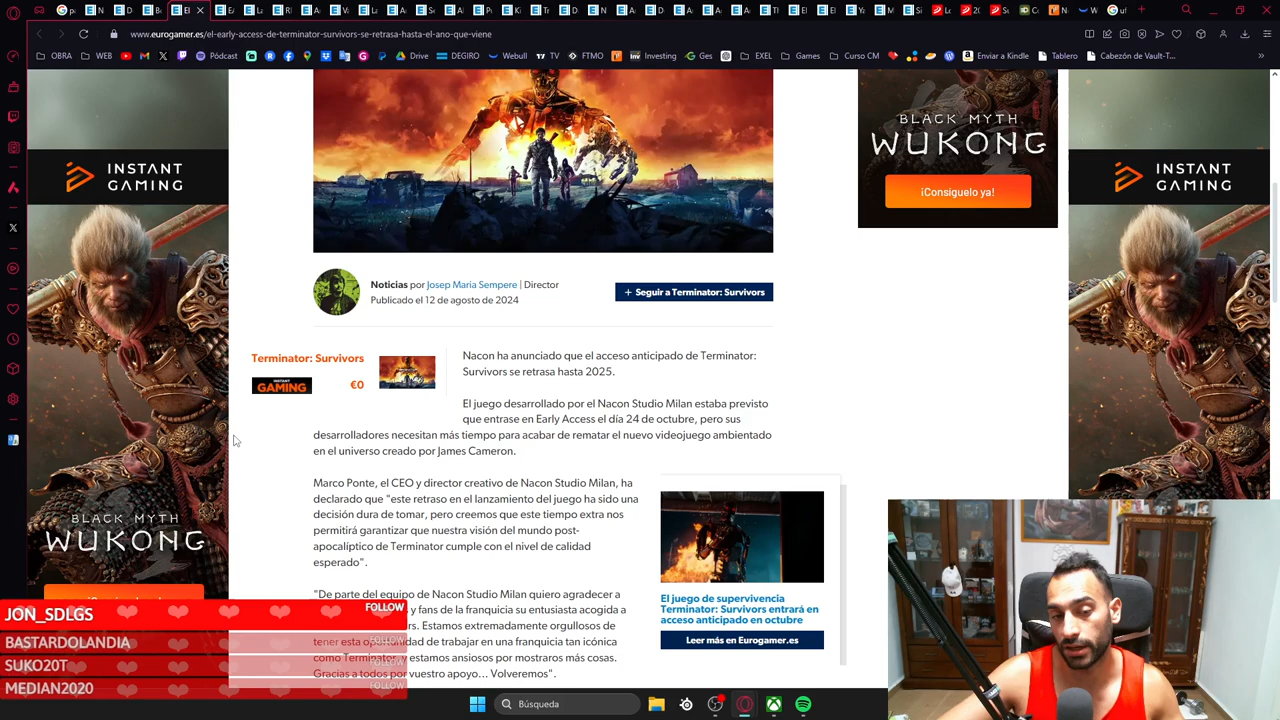 www.eurogamer.es/el-early-access-de-terminator-survivors-se-retrasa-hasta-el-ano-que-viene
OBRA
WEB
Pódcast
Drive
DEGIRO
Webull
TV
FTMO
Investing
Ges
EXEL
Games
Curso CM
Enviar a Kindle
Tablero
Cabezón de Vault-T...
INSTANT
GAMING
BLACK MYTH
WUKONG
¡Consíguelo ya!
INSTANT
GAMING
Noticias por Josep Maria Sempere | Director
Publicado el 12 de agosto de 2024
+ Seguir a Terminator: Survivors
Terminator: Survivors
INSTANT
GAMING
€0
Nacon ha anunciado que el acceso anticipado de Terminator:
Survivors se retrasa hasta 2025.
El juego desarrollado por el Nacon Studio Milan estaba previsto
que entrase en Early Access el día 24 de octubre, pero sus
desarrolladores necesitan más tiempo para acabar de rematar el nuevo videojuego ambientado
en el universo creado por James Cameron.
Marco Ponte, el CEO y director creativo de Nacon Studio Milan, ha
declarado que "este retraso en el lanzamiento del juego ha sido una
decisión dura de tomar, pero creemos que este tiempo extra nos
permitirá garantizar que nuestra visión del mundo post-
apocalíptico de Terminator cumple con el nivel de calidad
esperado".
"De parte del equipo de Nacon Studio Milan quiero agradecer a
y fans de la franquicia su entusiasta acogida a
rs. Estamos extremadamente orgullosos de
tener esta oportunidad de trabajar en una franquicia tan icónica
como Terminator, y estamos ansiosos por mostraros más cosas.
Gracias a todos por vuestro apoyo... Volveremos".
El juego de supervivencia
Terminator: Survivors entrará en
acceso anticipado en octubre
Leer más en Eurogamer.es
BLACK MYTH
WUKONG
JON_SDLGS
FOLLOW
BASTARDOLANDIA
FOLLOW
SUKO20T
FOLLOW
MEDIAN2020
FOLLOW
Búsqueda